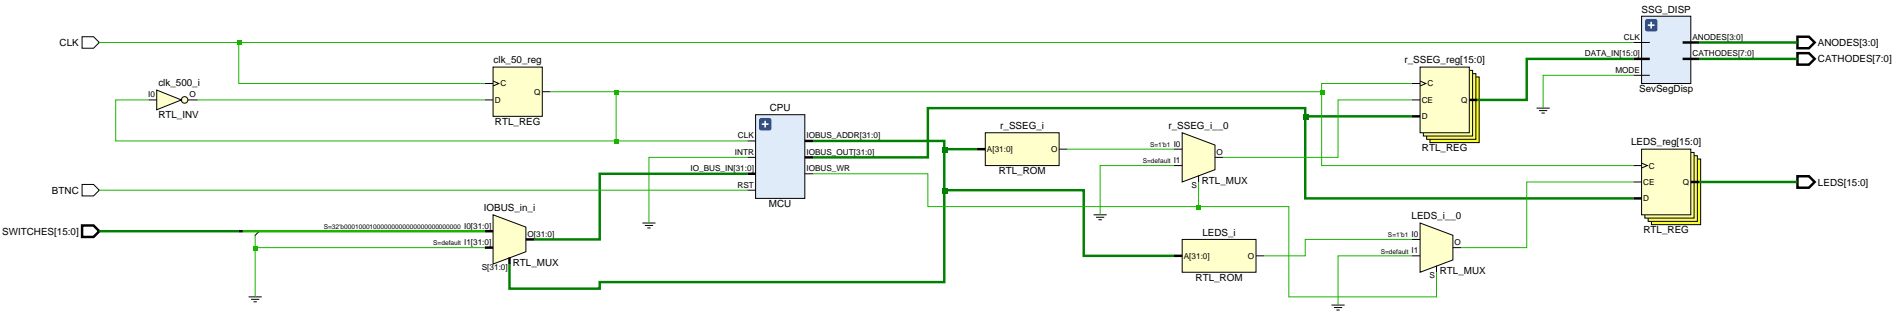 CLK
BTNC
SWITCHES[15:0]
clk_500_i
I0
O
RTL_INV
clk_50_reg
C
D
Q
RTL_REG
IOBUS_in_i
S=32'b00010001000000000000000000000000 I0[31:0]
S=default I1[31:0]
O[31:0]
S[31:0]
RTL_MUX
CPU
CLK
INTR
IO_BUS_IN[31:0]
RST
IOBUS_ADDR[31:0]
IOBUS_OUT[31:0]
IOBUS_WR
MCU
r_SSEG_i
A[31:0]
O
RTL_ROM
r_SSEG_i__0
S=1'b1 I0
S=default I1
O
S
RTL_MUX
LEDS_i
A[31:0]
O
RTL_ROM
r_SSEG_reg[15:0]
C
CE
D
Q
RTL_REG
LEDS_i__0
S=1'b1 I0
S=default I1
O
S
RTL_MUX
SSG_DISP
CLK
DATA_IN[15:0]
MODE
ANODES[3:0]
CATHODES[7:0]
SevSegDisp
LEDS_reg[15:0]
C
CE
D
Q
RTL_REG
ANODES[3:0]
CATHODES[7:0]
LEDS[15:0]